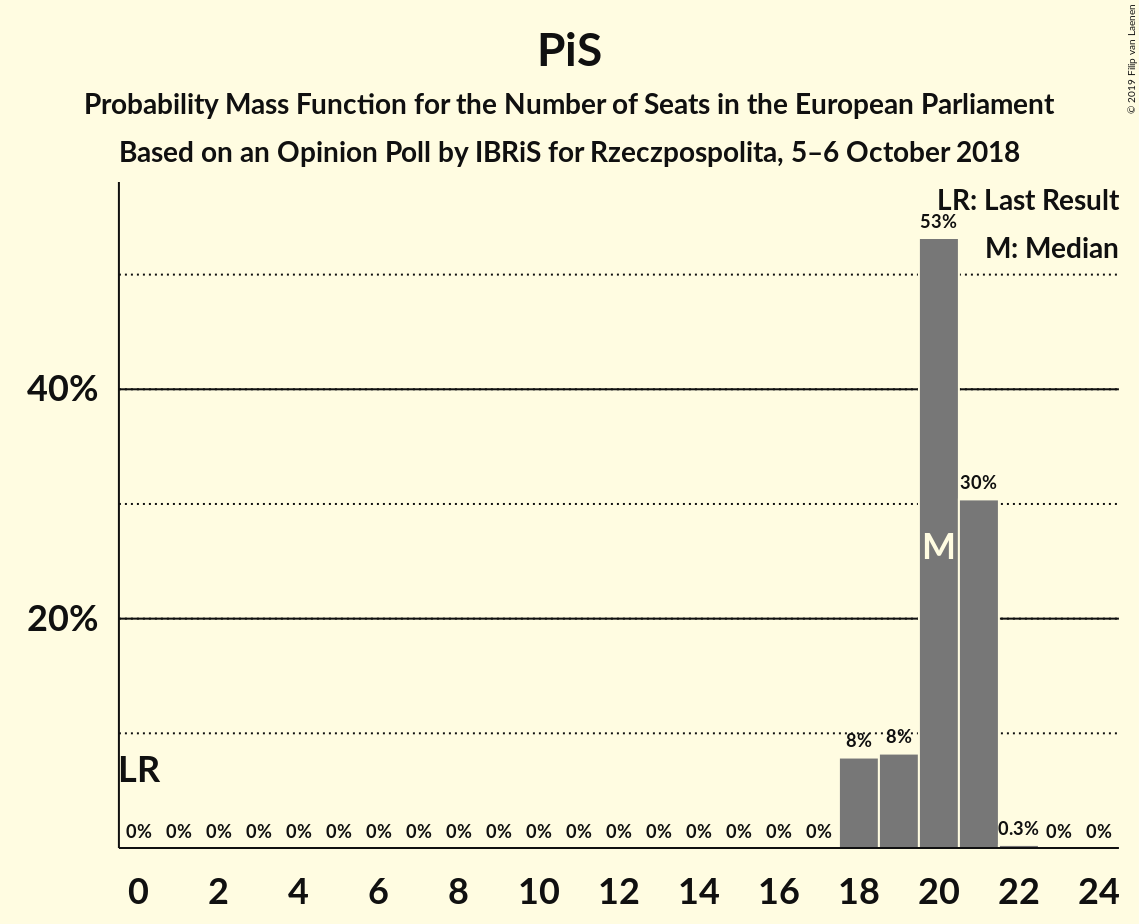 PiS
Probability Mass Function for the Number of Seats in the European Parliament
Based on an Opinion Poll by IBRiS for Rzeczpospolita, 5–6 October 2018
© 2019 Filip van Laenen
LR: Last Result
M: Median
53%
40%
30%
M
20%
8% 8%
LR
0% 0% 0% 0% 0% 0% 0% 0% 0% 0% 0% 0% 0% 0% 0% 0% 0% 0% 0.3% 0% 0%
0 2 4 6 8 10 12 14 16 18 20 22 24